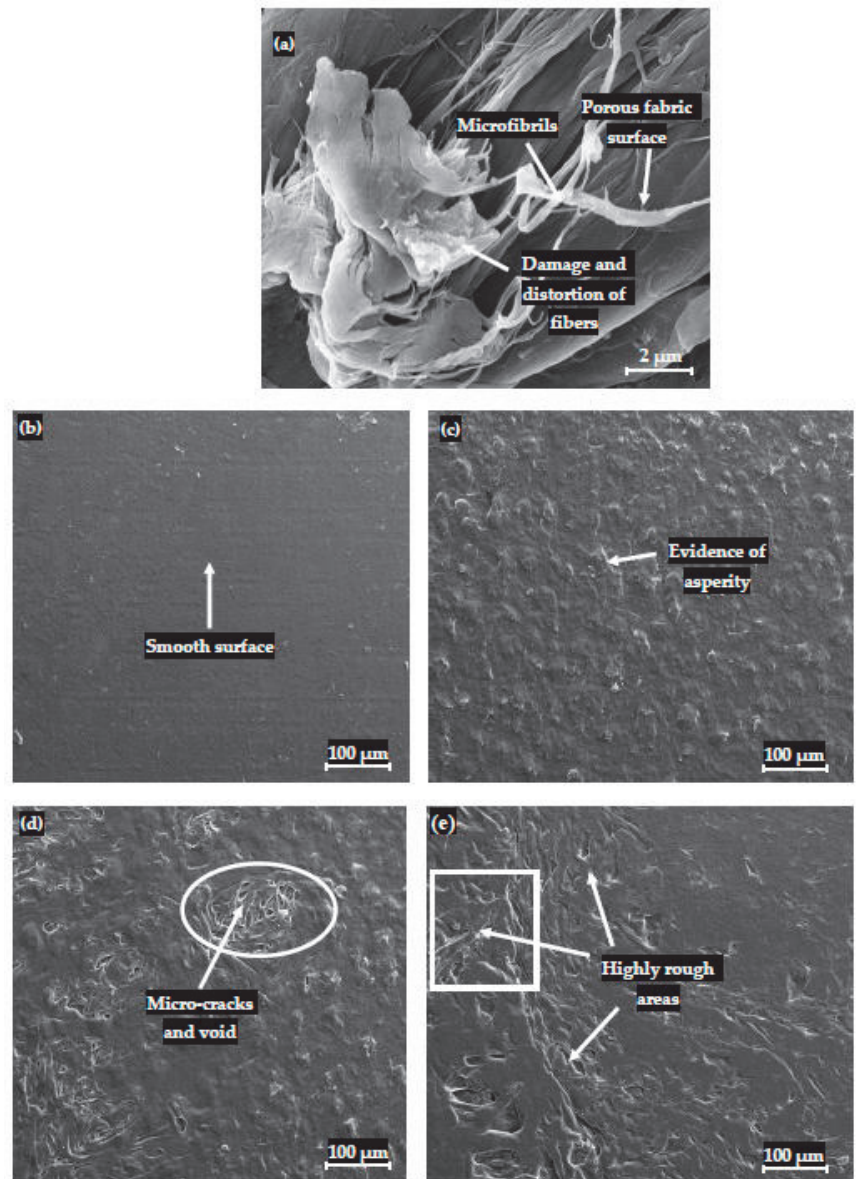 (a)
Microfibrils
Porous fabric
surface
Damage and
distortion of
fibers
2 µm
(b)
Smooth surface
100 µm
(c)
Evidence of
asperity
100 µm
(d)
Micro-cracks
and void
100 µm
(e)
Highly rough
areas
100 µm